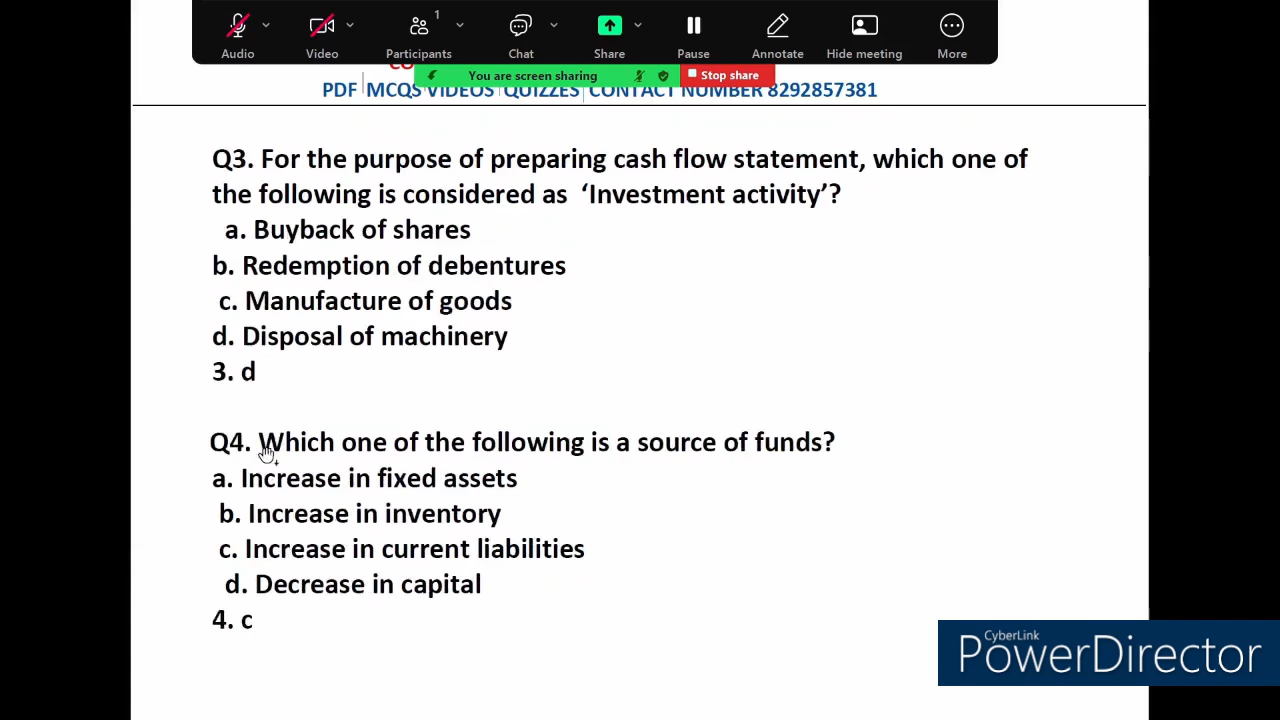 1
Audio Video Participants Chat Share Pause Annotate Hide meeting More
You are screen sharing Stop share
PDF MCQS VIDEOS QUIZZES CONTACT NUMBER 8292857381
Q3. For the purpose of preparing cash flow statement, which one of
the following is considered as ‘Investment activity’?
a. Buyback of shares
b. Redemption of debentures
c. Manufacture of goods
d. Disposal of machinery
3. d
Q4. Which one of the following is a source of funds?
a. Increase in fixed assets
b. Increase in inventory
c. Increase in current liabilities
d. Decrease in capital
4. c
CyberLink
PowerDirector